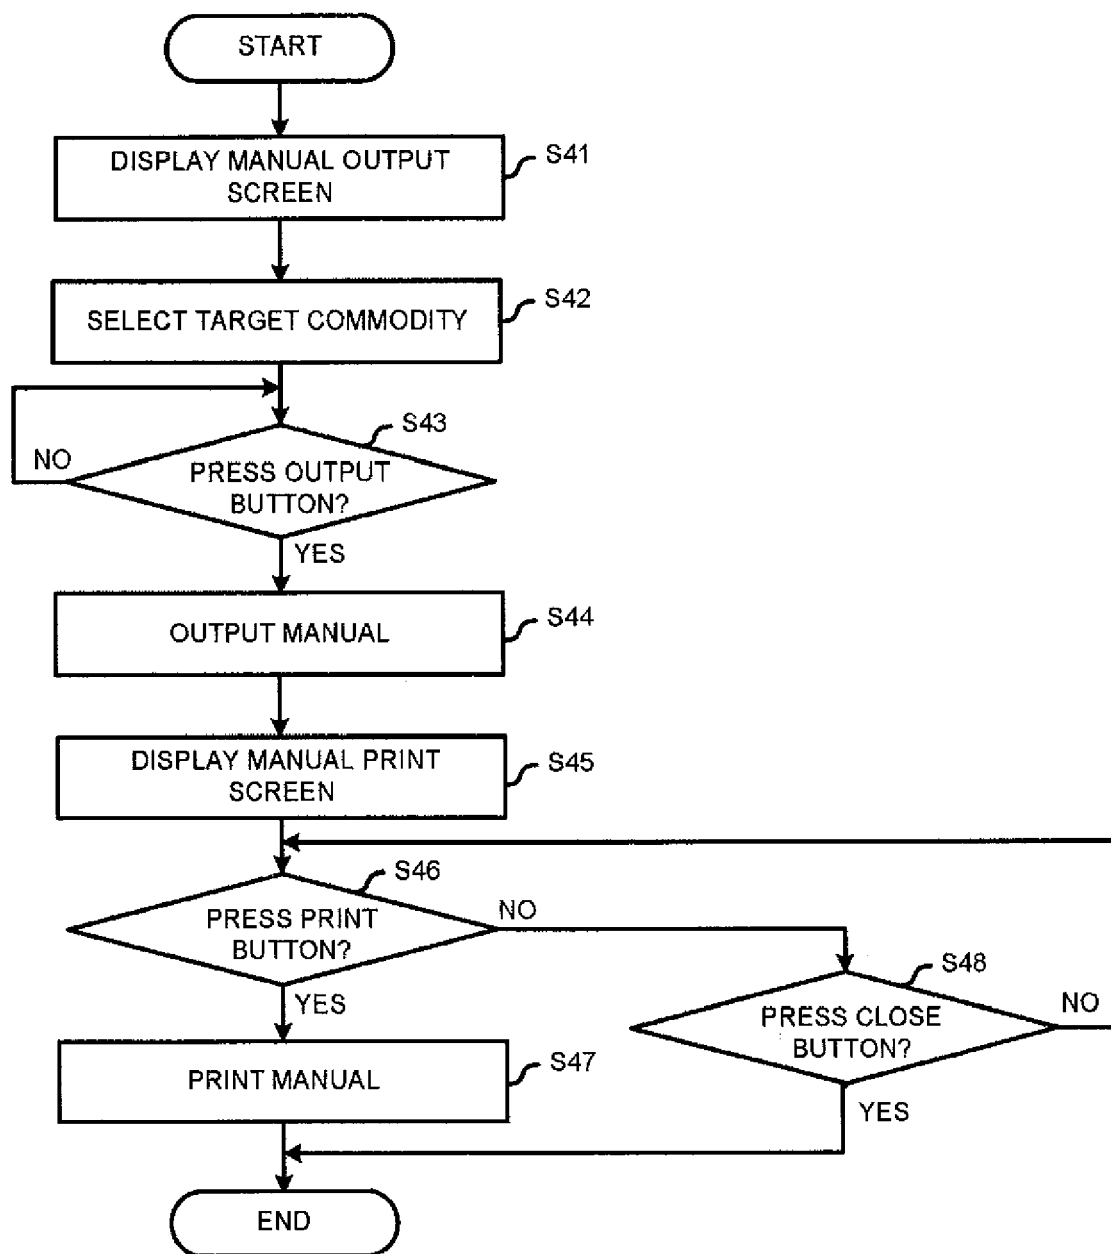 START
DISPLAY MANUAL OUTPUT
SCREEN
S41
SELECT TARGET COMMODITY
S42
S43
NO
PRESS OUTPUT
BUTTON?
YES
OUTPUT MANUAL
S44
DISPLAY MANUAL PRINT
SCREEN
S45
S46
PRESS PRINT
BUTTON?
NO
YES
S48
PRESS CLOSE
BUTTON?
NO
YES
PRINT MANUAL
S47
END